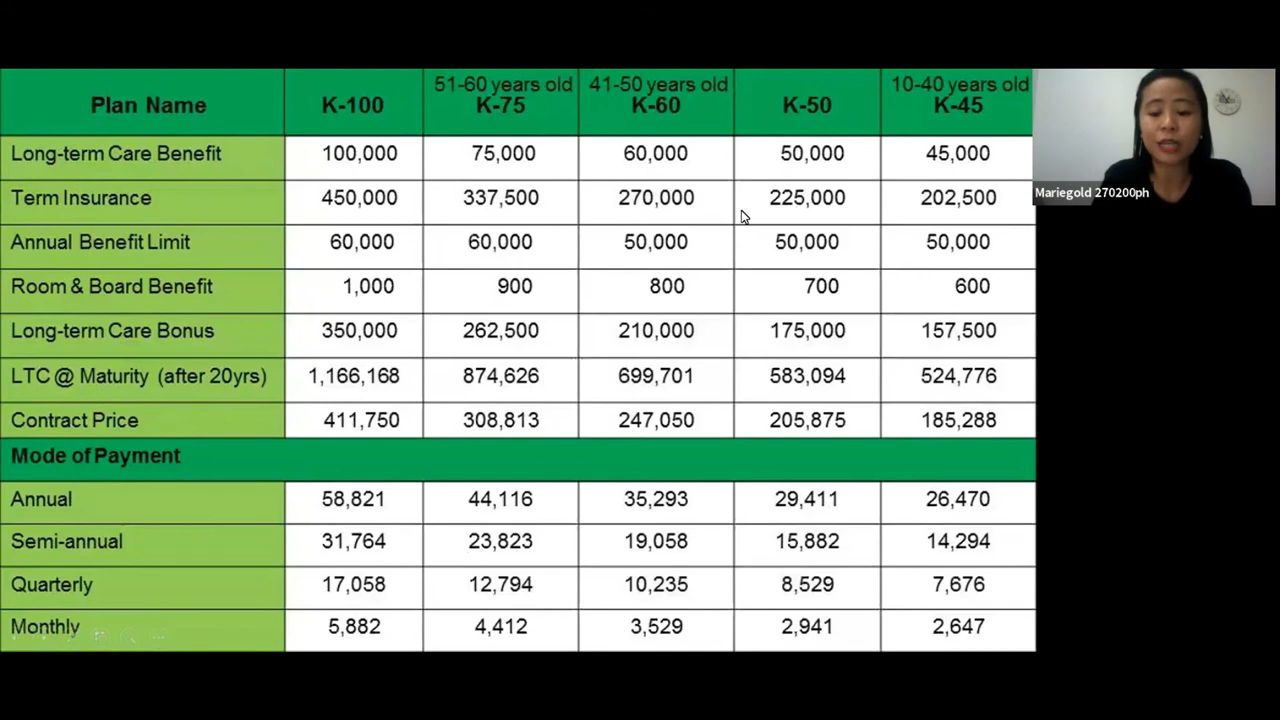 51-60 years old 41-50 years old 10-40 years old
Plan Name K-100 K-75 K-60 K-50 K-45
Long-term Care Benefit 100,000 75,000 60,000 50,000 45,000
Mariegold 270200ph
Term Insurance 450,000 337,500 270,000 225,000 202,500
Annual Benefit Limit 60,000 60,000 50,000 50,000 50,000
Room & Board Benefit 1,000 900 800 700 600
Long-term Care Bonus 350,000 262,500 210,000 175,000 157,500
LTC @ Maturity (after 20yrs) 1,166,168 874,626 699,701 583,094 524,776
Contract Price 411,750 308,813 247,050 205,875 185,288
Mode of Payment
Annual 58,821 44,116 35,293 29,411 26,470
Semi-annual 31,764 23,823 19,058 15,882 14,294
Quarterly 17,058 12,794 10,235 8,529 7,676
Monthly 5,882 4,412 3,529 2,941 2,647